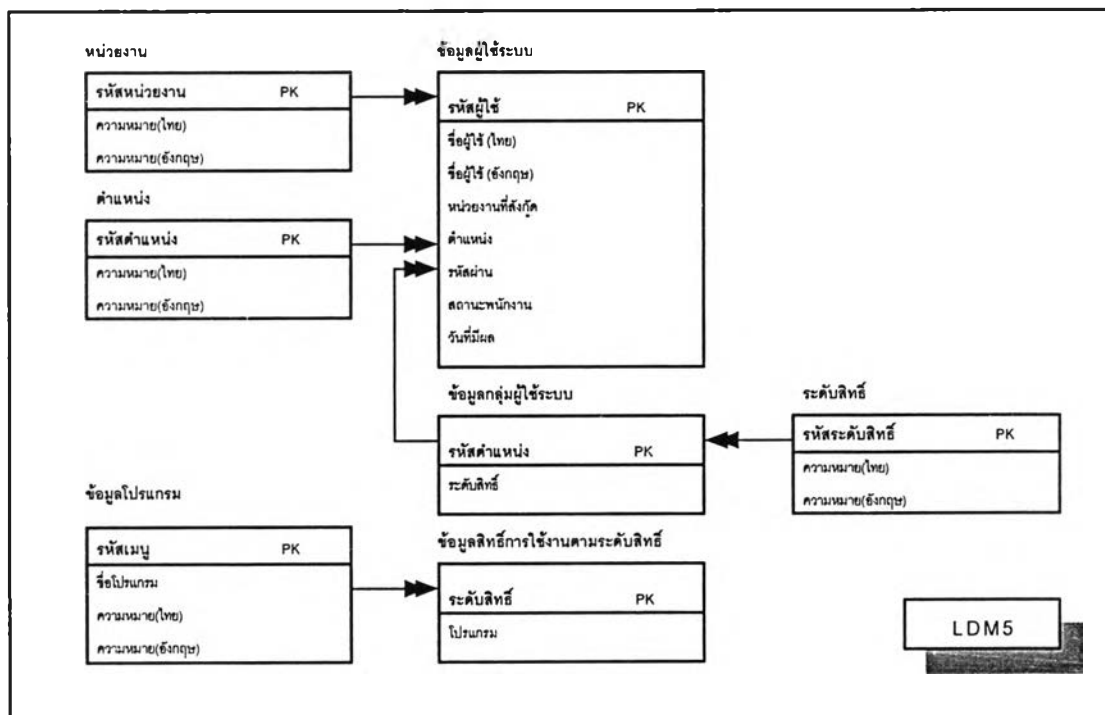 หน่วยงาน
รหัสหน่วยงาน PK
ความหมาย(ไทย)
ความหมาย(อังกฤษ)
ตำแหน่ง
รหัสตำแหน่ง PK
ความหมาย(ไทย)
ความหมาย(อังกฤษ)
ข้อมูลผู้ใช้ระบบ
รหัสผู้ใช้ PK
ชื่อผู้ใช้ (ไทย)
ชื่อผู้ใช้ (อังกฤษ)
หน่วยงานที่สังกัด
ตำแหน่ง
รหัสผ่าน
สถานะพนักงาน
วันที่มีผล
ข้อมูลกลุ่มผู้ใช้ระบบ
รหัสตำแหน่ง PK
ระดับสิทธิ์
ระดับสิทธิ์
รหัสระดับสิทธิ์ PK
ความหมาย(ไทย)
ความหมาย(อังกฤษ)
ข้อมูลโปรแกรม
รหัสเมนู PK
ชื่อโปรแกรม
ความหมาย(ไทย)
ความหมาย(อังกฤษ)
ข้อมูลสิทธิ์การใช้งานตามระดับสิทธิ์
ระดับสิทธิ์ PK
โปรแกรม
LDM5